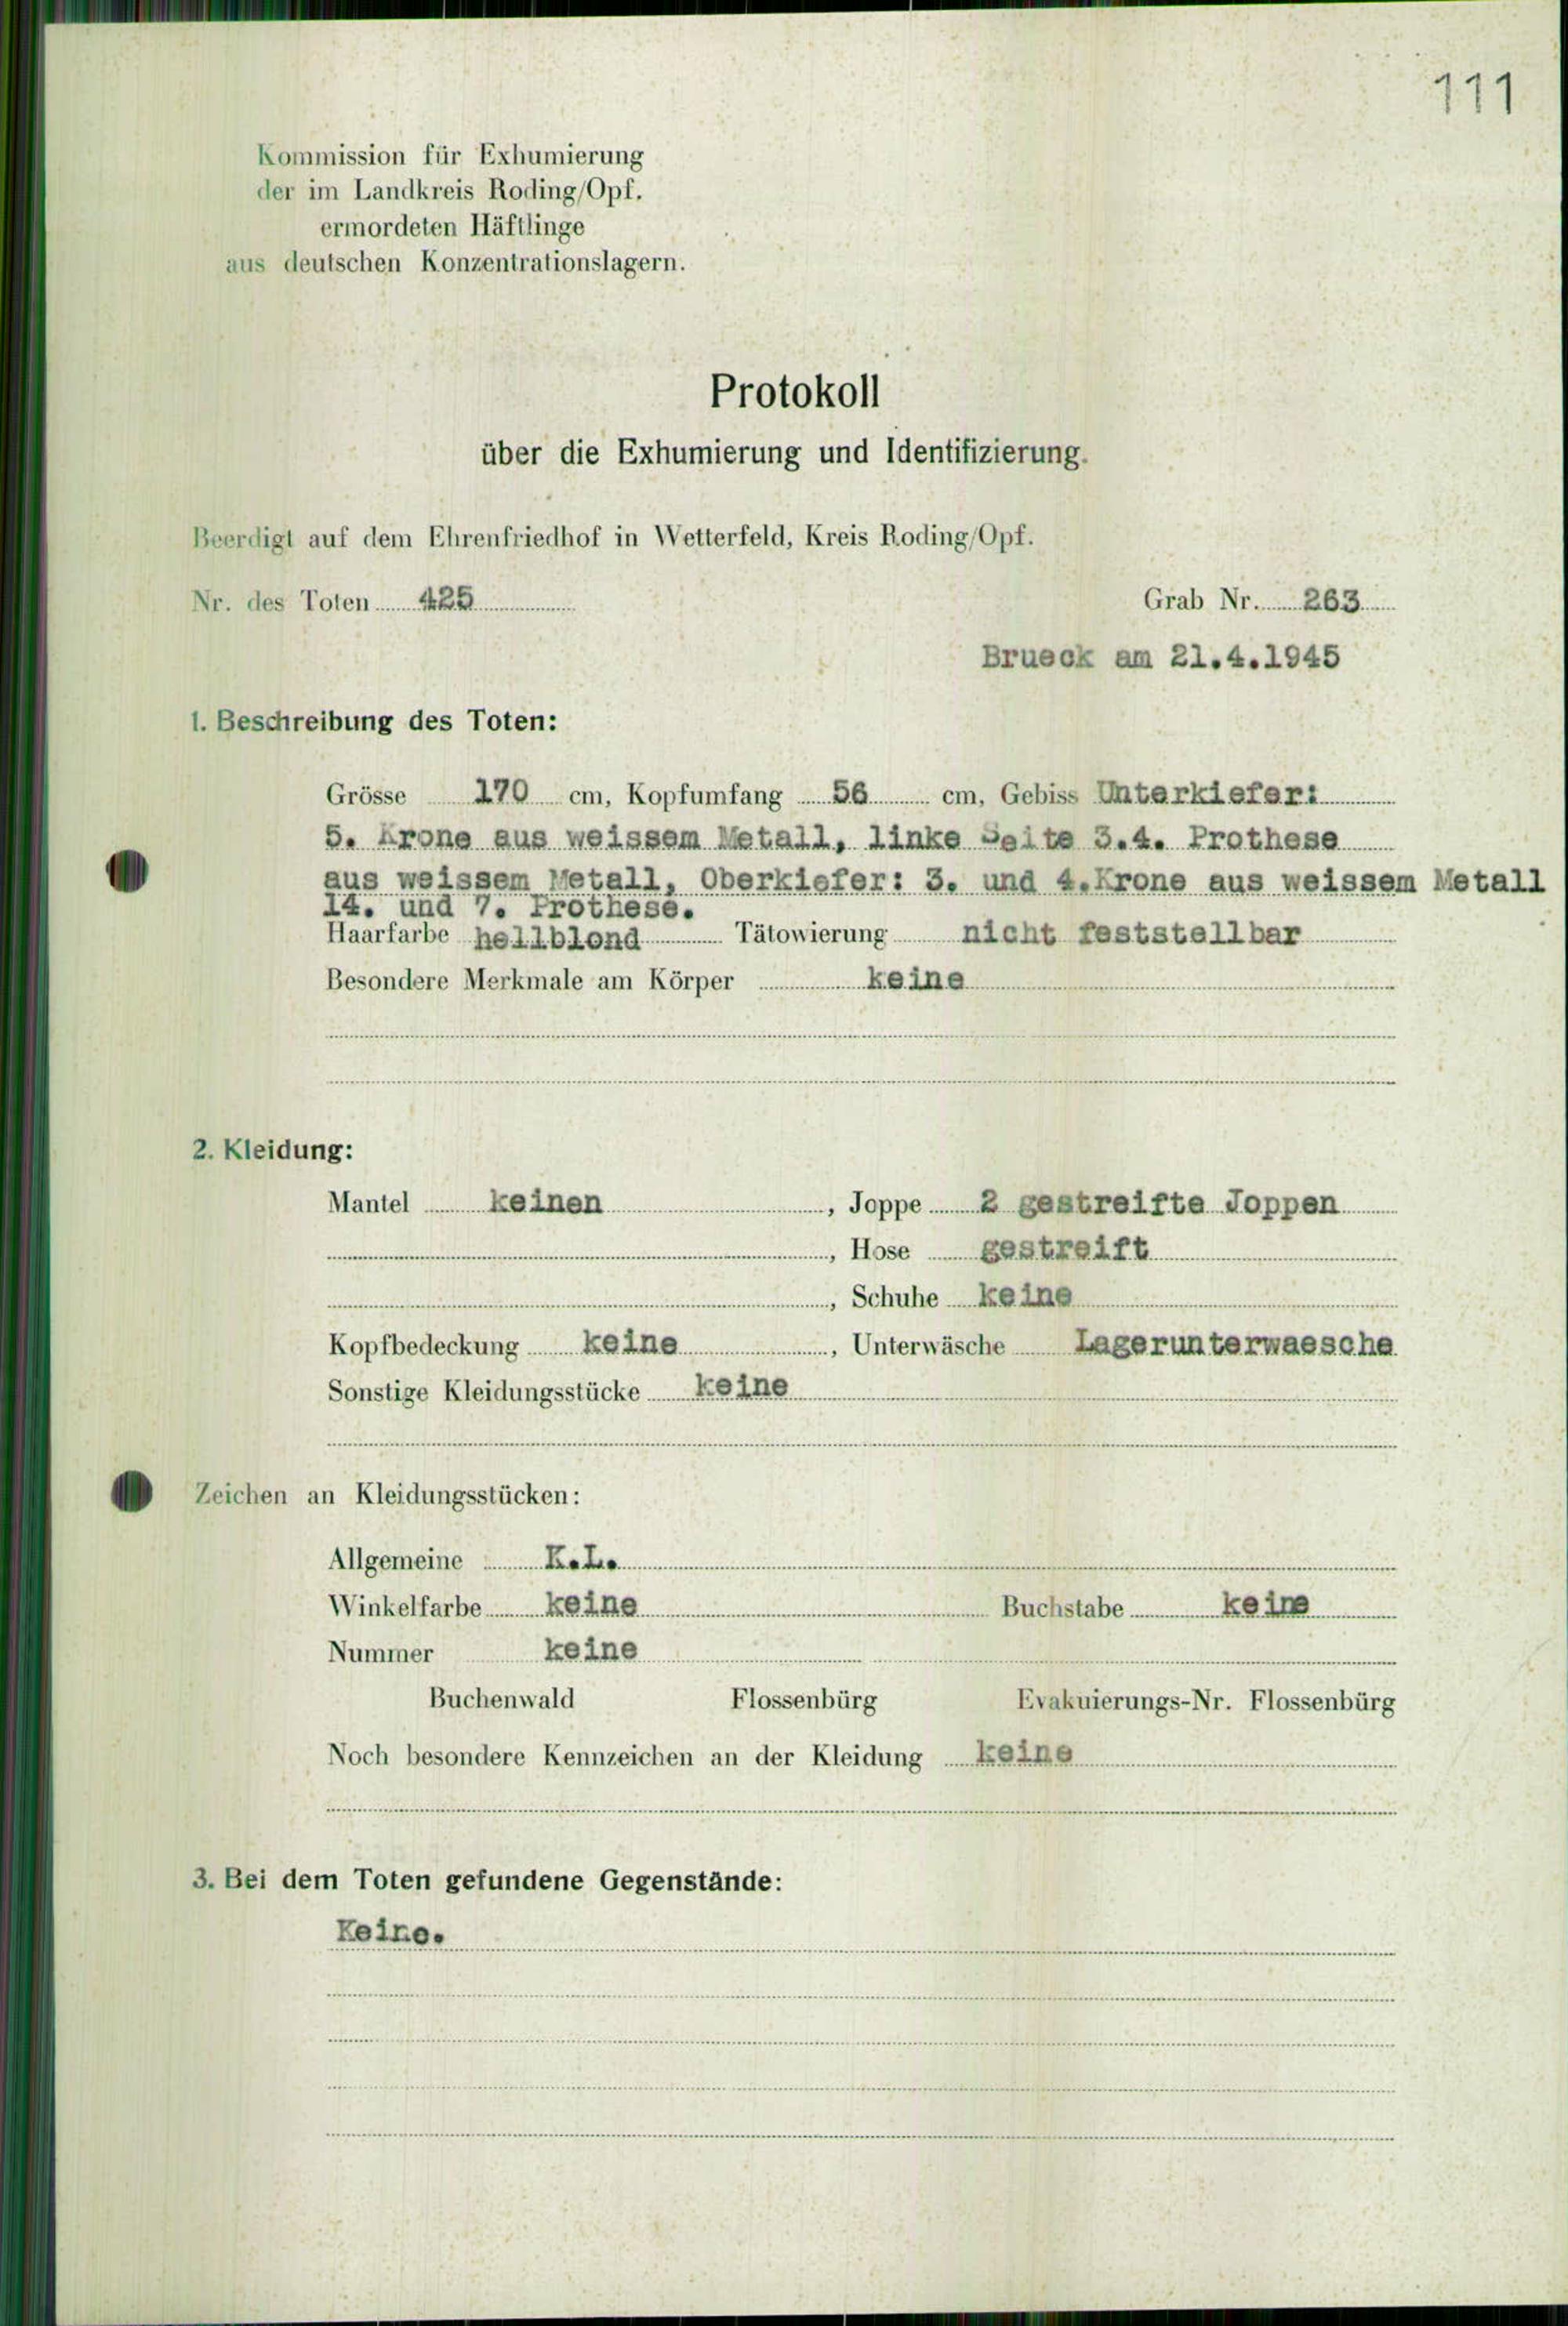 111
Kommission für Exhumierung
der im Landkreis Roding/Opf.
ermordeten Häftlinge
aus deutschen Konzentrationslagern.
Protokoll
über die Exhumierung und Identifizierung.
Beerdigt auf dem Ehrenfriedhof in Wetterfeld, Kreis Roding/Opf.
Nr. des Toten 425 Grab Nr. 263
Brueck am 21.4.1945
1. Beschreibung des Toten:
Grösse 170 cm, Kopfumfang 56 cm, Gebiss Unterkiefer:
5. Krone aus weissem Metall, linke Seite 3.4. Prothese
aus weissem Metall, Oberkiefer: 3. und 4.Krone aus weissem Metall
14. und 7. Prothese.
Haarfarbe hellblond Tätowierung nicht feststellbar
Besondere Merkmale am Körper keine
2. Kleidung:
Mantel keinen, Joppe 2 gestreifte Joppen
, Hose gestreift
, Schuhe keine
Kopfbedeckung keine, Unterwäsche Lagerunterwaesche
Sonstige Kleidungsstücke keine
Zeichen an Kleidungsstücken:
Allgemeine K.L.
Winkelfarbe keine Buchstabe keine
Nummer keine
Buchenwald Flossenbürg Evakuierungs-Nr. Flossenbürg
Noch besondere Kennzeichen an der Kleidung keine
3. Bei dem Toten gefundene Gegenstände:
Keine.